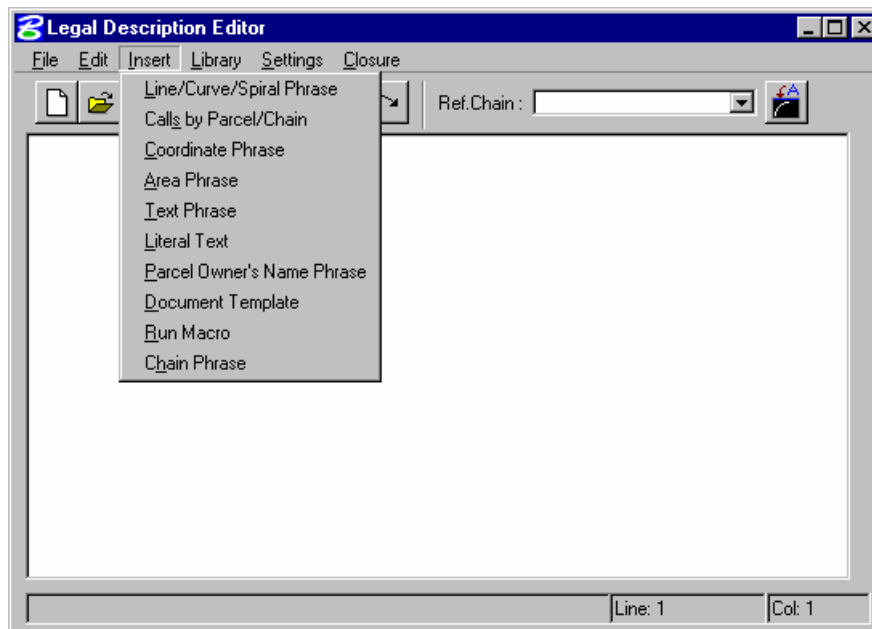 Legal Description Editor
File Edit Insert Library Settings Closure
Ref.Chain :
Line/Curve/Spiral Phrase
Calls by Parcel/Chain
Coordinate Phrase
Area Phrase
Text Phrase
Literal Text
Parcel Owner's Name Phrase
Document Template
Run Macro
Chain Phrase
Line: 1 Col: 1